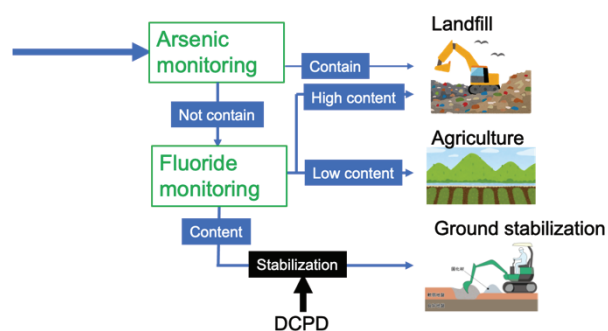 Arsenic
monitoring
Contain
Landfill
High content
Not contain
Fluoride
monitoring
Low content
Agriculture
Content
Stabilization
Ground stabilization
DCPD